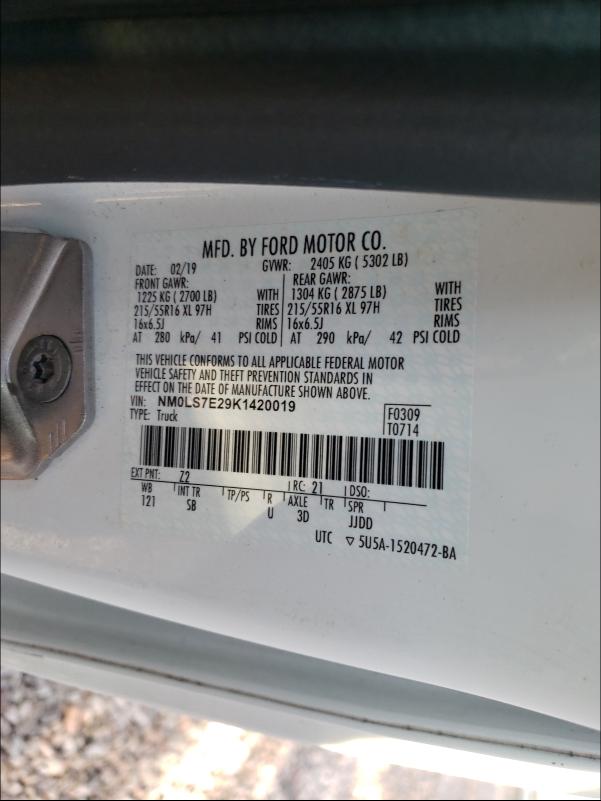 MFD. BY FORD MOTOR CO.
DATE: 02/19 GVWR: 2405 KG ( 5302 LB)
FRONT GAWR: REAR GAWR:
1225 KG ( 2700 LB) WITH 1304 KG ( 2875 LB) WITH
215/55R16 XL 97H TIRES 215/55R16 XL 97H TIRES
16x6.5J RIMS 16x6.5J RIMS
AT 280 kPa/ 41 PSI COLD AT 290 kPa/ 42 PSI COLD
THIS VEHICLE CONFORMS TO ALL APPLICABLE FEDERAL MOTOR
VEHICLE SAFETY AND THEFT PREVENTION STANDARDS IN
EFFECT ON THE DATE OF MANUFACTURE SHOWN ABOVE.
VIN: NM0LS7E29K1420019 F0309
TYPE: Truck T0714
EXT PNT: Z2 RC: 21 DSO:
WB INT TR TP/PS R AXLE TR SPR
121 SB U 3D JJDD
UTC ▽ 5U5A-1520472-BA